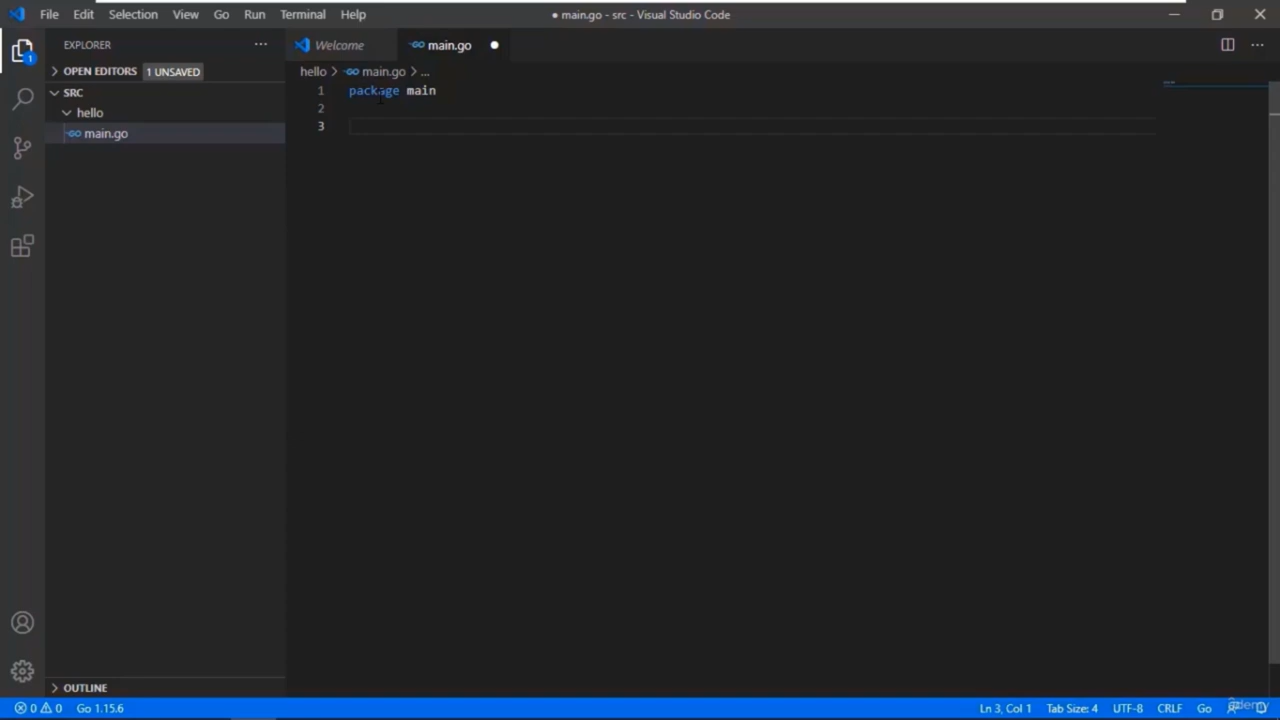 File Edit Selection View Go Run Terminal Help
● main.go - src - Visual Studio Code
EXPLORER
Welcome
main.go
OPEN EDITORS 1 UNSAVED
hello > main.go > ...
SRC
hello
main.go
1 package main
2
3
OUTLINE
0 0 Go 1.15.6
Ln 3, Col 1 Tab Size: 4 UTF-8 CRLF Go
Udemy
1